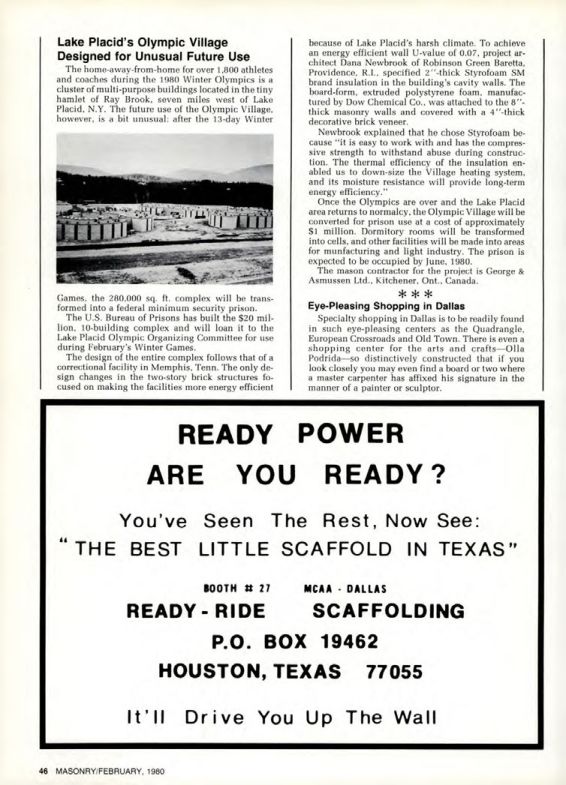 Lake Placid's Olympic Village
Designed for Unusual Future Use
The home-away-from-home for over 1,800 athletes
and coaches during the 1980 Winter Olympics is a
cluster of multi-purpose buildings located in the tiny
hamlet of Ray Brook, seven miles west of Lake
Placid, N.Y. The future use of the Olympic Village,
however, is a bit unusual: after the 13-day Winter
Games, the 280,000 sq. ft. complex will be trans-
formed into a federal minimum security prison.
The U.S. Bureau of Prisons has built the $20 mil-
lion, 10-building complex and will loan it to the
Lake Placid Olympic Organizing Committee for use
during February's Winter Games.
The design of the entire complex follows that of a
correctional facility in Memphis, Tenn. The only de-
sign changes in the two-story brick structures fo-
cused on making the facilities more energy efficient
because of Lake Placid's harsh climate. To achieve
an energy efficient wall U-value of 0.07, project ar-
chitect Dana Newbrook of Robinson Green Baretta,
Providence, R.I., specified 2''-thick Styrofoam SM
brand insulation in the building's cavity walls. The
board-form, extruded polystyrene foam, manufac-
tured by Dow Chemical Co., was attached to the 8''-
thick masonry walls and covered with a 4''-thick
decorative brick veneer.
Newbrook explained that he chose Styrofoam be-
cause "it is easy to work with and has the compres-
sive strength to withstand abuse during construc-
tion. The thermal efficiency of the insulation en-
abled us to down-size the Village heating system,
and its moisture resistance will provide long-term
energy efficiency."
Once the Olympics are over and the Lake Placid
area returns to normalcy, the Olympic Village will be
converted for prison use at a cost of approximately
$1 million. Dormitory rooms will be transformed
into cells, and other facilities will be made into areas
for munfacturing and light industry. The prison is
expected to be occupied by June, 1980.
The mason contractor for the project is George &
Asmussen Ltd., Kitchener, Ont., Canada.
***
Eye-Pleasing Shopping in Dallas
Specialty shopping in Dallas is to be readily found
in such eye-pleasing centers as the Quadrangle,
European Crossroads and Old Town. There is even a
shopping center for the arts and crafts—Olla
Podrida—so distinctively constructed that if you
look closely you may even find a board or two where
a master carpenter has affixed his signature in the
manner of a painter or sculptor.
READY POWER
ARE YOU READY?
You've Seen The Rest, Now See:
"THE BEST LITTLE SCAFFOLD IN TEXAS"
BOOTH # 27 MCAA - DALLAS
READY-RIDE SCAFFOLDING
P.O. BOX 19462
HOUSTON, TEXAS 77055
It'll Drive You Up The Wall
46 MASONRY/FEBRUARY, 1980